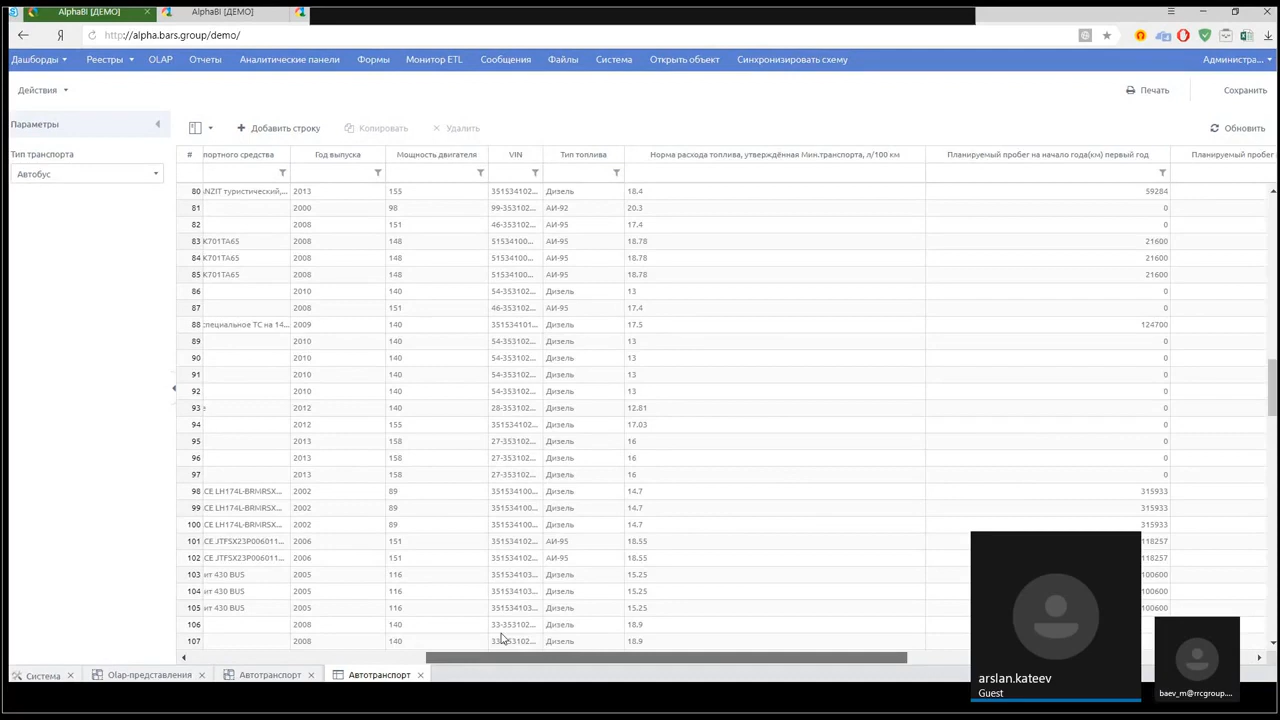 AlphaBI [ДЕМО]
AlphaBI [ДЕМО]
http://alpha.bars.group/demo/
Дашборды Реестры OLAP Отчеты Аналитические панели Формы Монитор ETL Сообщения Файлы Система Открыть объект Синхронизировать схему Администра...
Действия Печать Сохранить
Параметры Добавить строку Копировать Удалить Обновить
Тип транспорта
Автобус
# портного средства Год выпуска Мощность двигателя VIN Тип топлива Норма расхода топлива, утверждённая Мин.транспорта, л/100 км Планируемый пробег на начало года(км) первый год Планируемый пробег
80 ANZIT туристический,... 2013 155 351534102... Дизель 18.4 59284
81 2000 98 99-353102... АИ-92 20.3 0
82 2008 151 46-353102... АИ-95 17.4 0
83 K701TA65 2008 148 51534100... АИ-95 18.78 21600
84 K701TA65 2008 148 51534100... АИ-95 18.78 21600
85 K701TA65 2008 148 51534100... АИ-95 18.78 21600
86 2010 140 54-353102... Дизель 13 0
87 2008 151 46-353102... АИ-95 17.4 0
88 специальное ТС на 14... 2009 140 351534101... Дизель 17.5 124700
89 2010 140 54-353102... Дизель 13 0
90 2010 140 54-353102... Дизель 13 0
91 2010 140 54-353102... Дизель 13 0
92 2010 140 54-353102... Дизель 13 0
93 е 2012 140 28-353102... Дизель 12.81 0
94 2012 155 351534102... Дизель 17.03 0
95 2013 158 27-353102... Дизель 16 0
96 2013 158 27-353102... Дизель 16 0
97 2013 158 27-353102... Дизель 16 0
98 CE LH174L-BRMRSX... 2002 89 351534100... Дизель 14.7 315933
99 CE LH174L-BRMRSX... 2002 89 351534100... Дизель 14.7 315933
100 CE LH174L-BRMRSX... 2002 89 351534100... Дизель 14.7 315933
101 CE JTFSX23P006011... 2006 151 351534102... АИ-95 18.55 118257
102 CE JTFSX23P006011... 2006 151 351534102... АИ-95 18.55 118257
103 ит 430 BUS 2005 116 351534103... Дизель 15.25 100600
104 ит 430 BUS 2005 116 351534103... Дизель 15.25 100600
105 ит 430 BUS 2005 116 351534103... Дизель 15.25 100600
106 2008 140 33-353102... Дизель 18.9
107 2008 140 Дизель 18.9
Система Olap-представления Автотранспорт Автотранспорт
arslan.kateev
Guest
baev_m@rrcgroup....